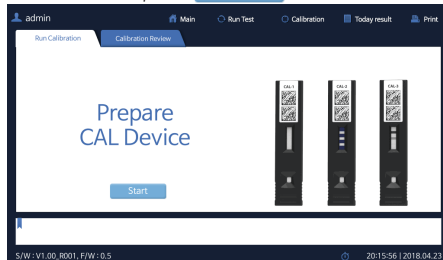 admin
Main
Run Test
Calibration
Today result
Print
Run Calibration
Calibration Review
Prepare
CAL Device
CAL-1
CAL-2
CAL-3
Start
S/W : V1.00_R001, F/W : 0.5
20:15:56 | 2018.04.23